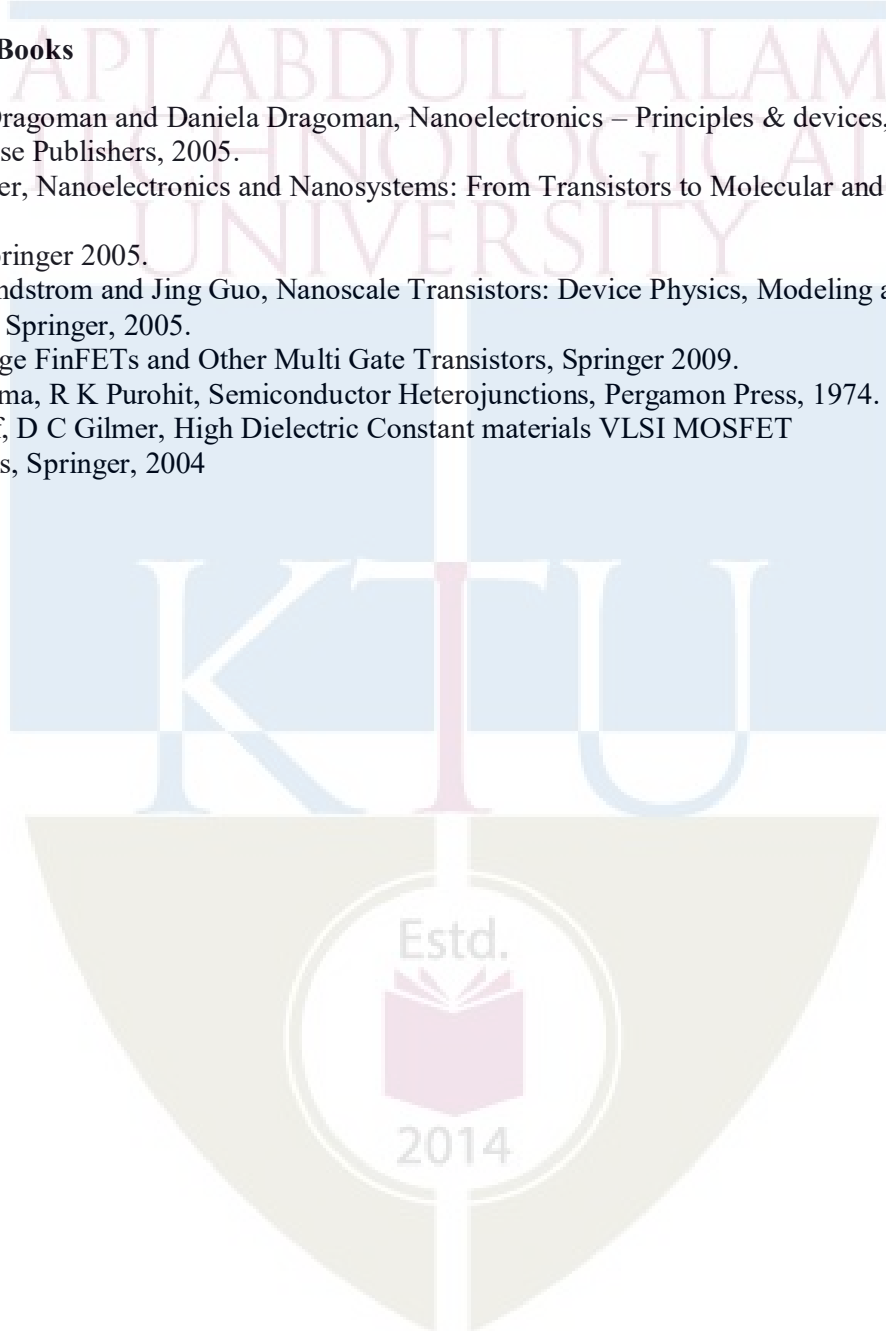 APJ ABDUL KALAM
TECHNOLOGICAL
UNIVERSITY
Books
Dragoman and Daniela Dragoman, Nanoelectronics – Principles & devices,
se Publishers, 2005.
er, Nanoelectronics and Nanosystems: From Transistors to Molecular and
ringer 2005.
ndstrom and Jing Guo, Nanoscale Transistors: Device Physics, Modeling a
Springer, 2005.
ge FinFETs and Other Multi Gate Transistors, Springer 2009.
ma, R K Purohit, Semiconductor Heterojunctions, Pergamon Press, 1974.
f, D C Gilmer, High Dielectric Constant materials VLSI MOSFET
s, Springer, 2004
KTU
Estd.
2014